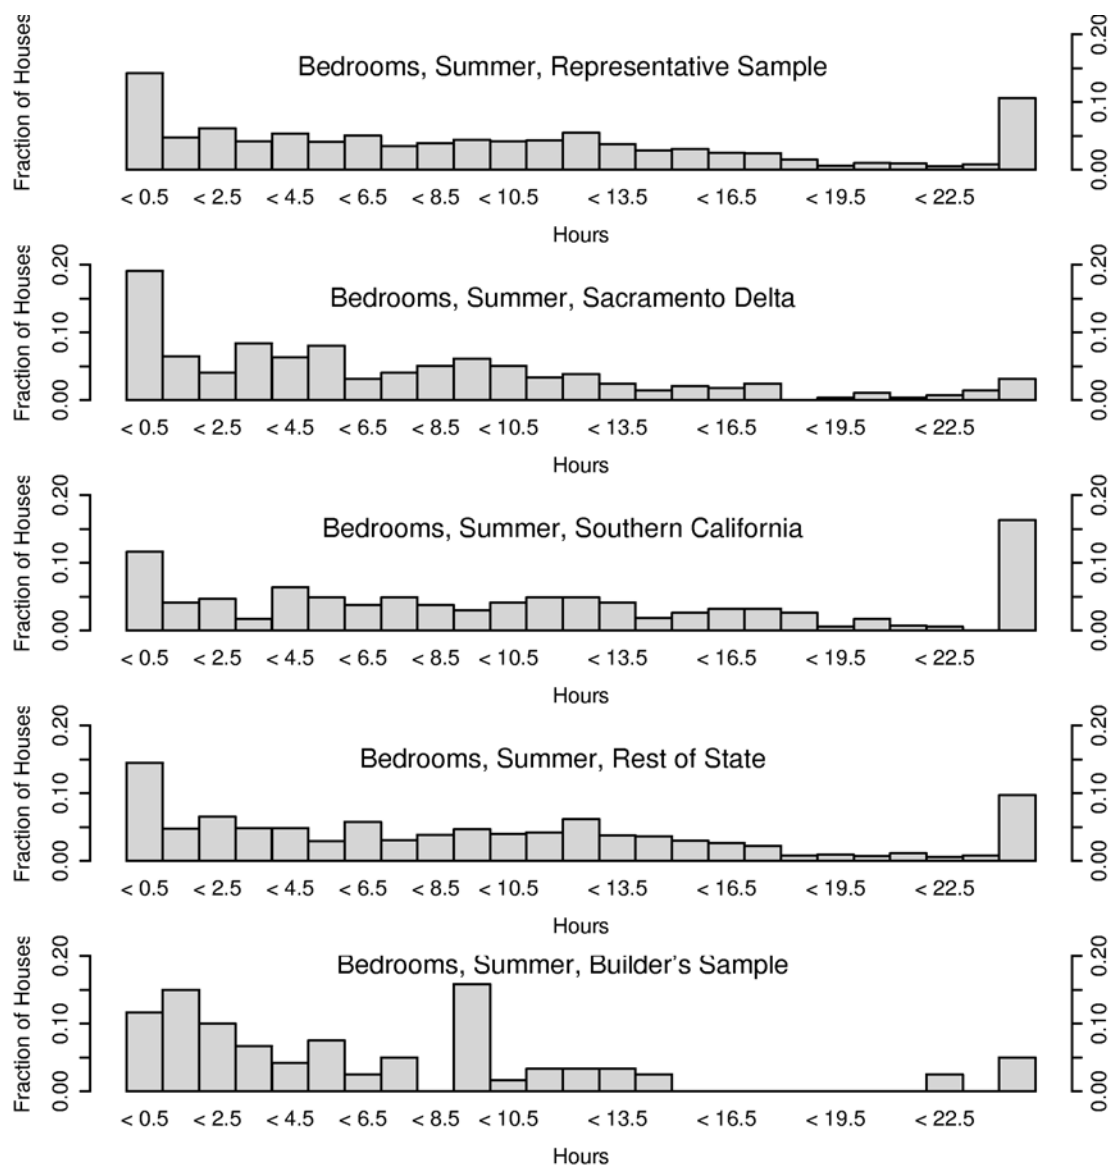 Fraction of Houses
Bedrooms, Summer, Representative Sample
0.00 0.10 0.20
< 0.5 < 2.5 < 4.5 < 6.5 < 8.5 < 10.5 < 13.5 < 16.5 < 19.5 < 22.5
Hours
Fraction of Houses
0.00 0.10 0.20
Bedrooms, Summer, Sacramento Delta
0.00 0.10 0.20
< 0.5 < 2.5 < 4.5 < 6.5 < 8.5 < 10.5 < 13.5 < 16.5 < 19.5 < 22.5
Hours
Fraction of Houses
0.00 0.10 0.20
Bedrooms, Summer, Southern California
0.00 0.10 0.20
< 0.5 < 2.5 < 4.5 < 6.5 < 8.5 < 10.5 < 13.5 < 16.5 < 19.5 < 22.5
Hours
Fraction of Houses
0.00 0.10 0.20
Bedrooms, Summer, Rest of State
0.00 0.10 0.20
< 0.5 < 2.5 < 4.5 < 6.5 < 8.5 < 10.5 < 13.5 < 16.5 < 19.5 < 22.5
Hours
Fraction of Houses
0.00 0.10 0.20
Bedrooms, Summer, Builder's Sample
0.00 0.10 0.20
< 0.5 < 2.5 < 4.5 < 6.5 < 8.5 < 10.5 < 13.5 < 16.5 < 19.5 < 22.5
Hours